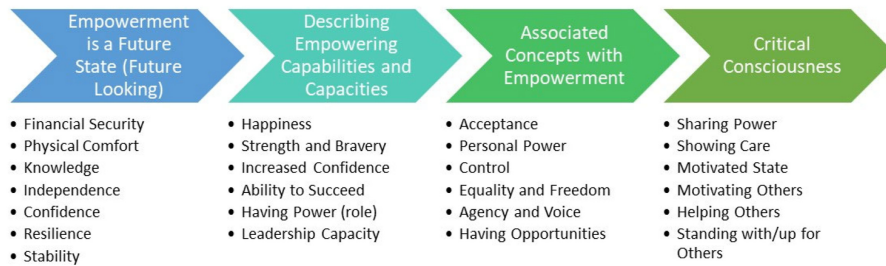 Empowerment
is a Future
State (Future
Looking)
• Financial Security
• Physical Comfort
• Knowledge
• Independence
• Confidence
• Resilience
• Stability
Describing
Empowering
Capabilities and
Capacities
• Happiness
• Strength and Bravery
• Increased Confidence
• Ability to Succeed
• Having Power (role)
• Leadership Capacity
Associated
Concepts with
Empowerment
• Acceptance
• Personal Power
• Control
• Equality and Freedom
• Agency and Voice
• Having Opportunities
Critical
Consciousness
• Sharing Power
• Showing Care
• Motivated State
• Motivating Others
• Helping Others
• Standing with/up for
Others